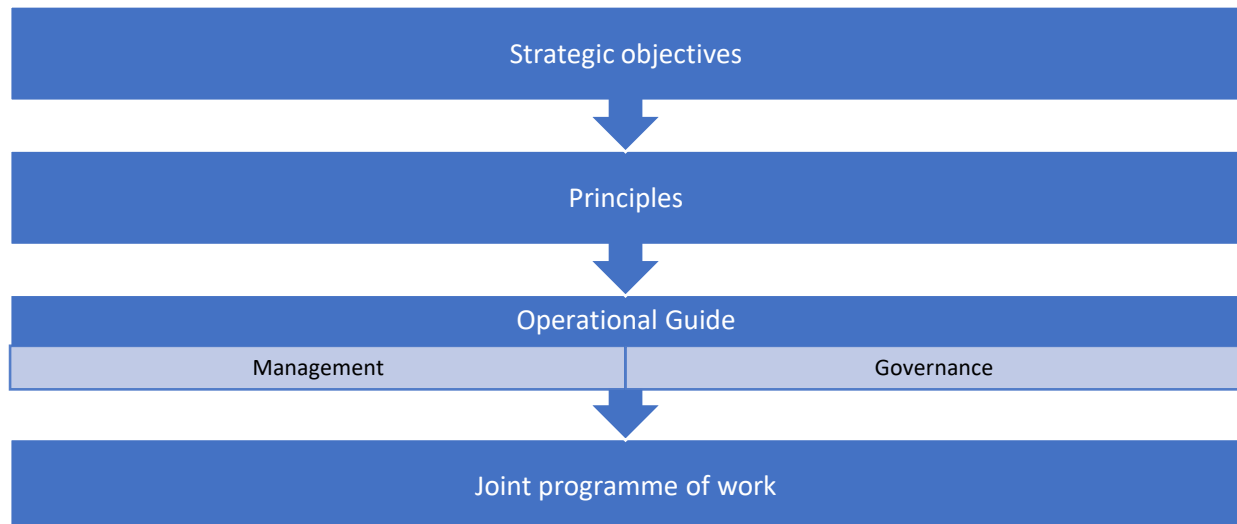 Strategic objectives
Principles
Operational Guide
Management
Governance
Joint programme of work